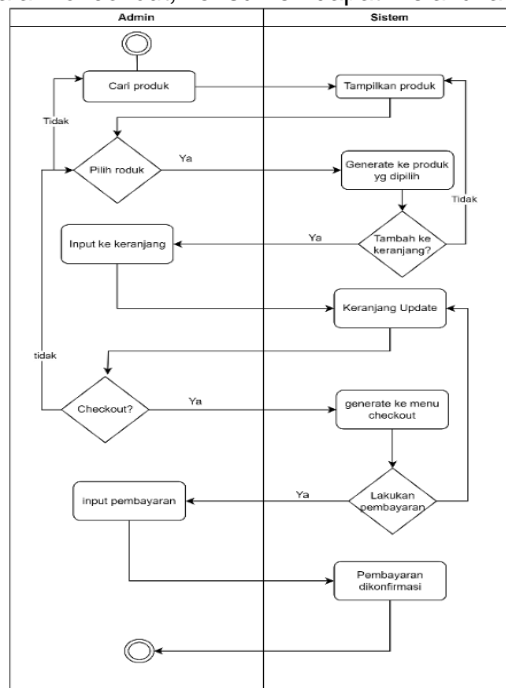 Admin
Sistem
Cari produk
Tampilkan produk
Tidak
Pilih roduk
Ya
Generate ke produk
yg dipilih
Tidak
Input ke keranjang
Ya
Tambah ke
keranjang?
Keranjang Update
tidak
Checkout?
Ya
generate ke menu
checkout
input pembayaran
Ya
Lakukan
pembayaran
Pembayaran
dikonfirmasi